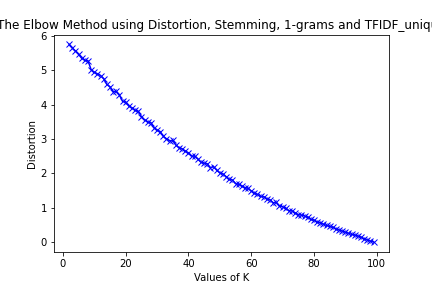 The Elbow Method using Distortion, Stemming, 1-grams and TFIDF_uniq
6
5
4
3
2
1
0
Distortion
0 20 40 60 80 100
Values of K